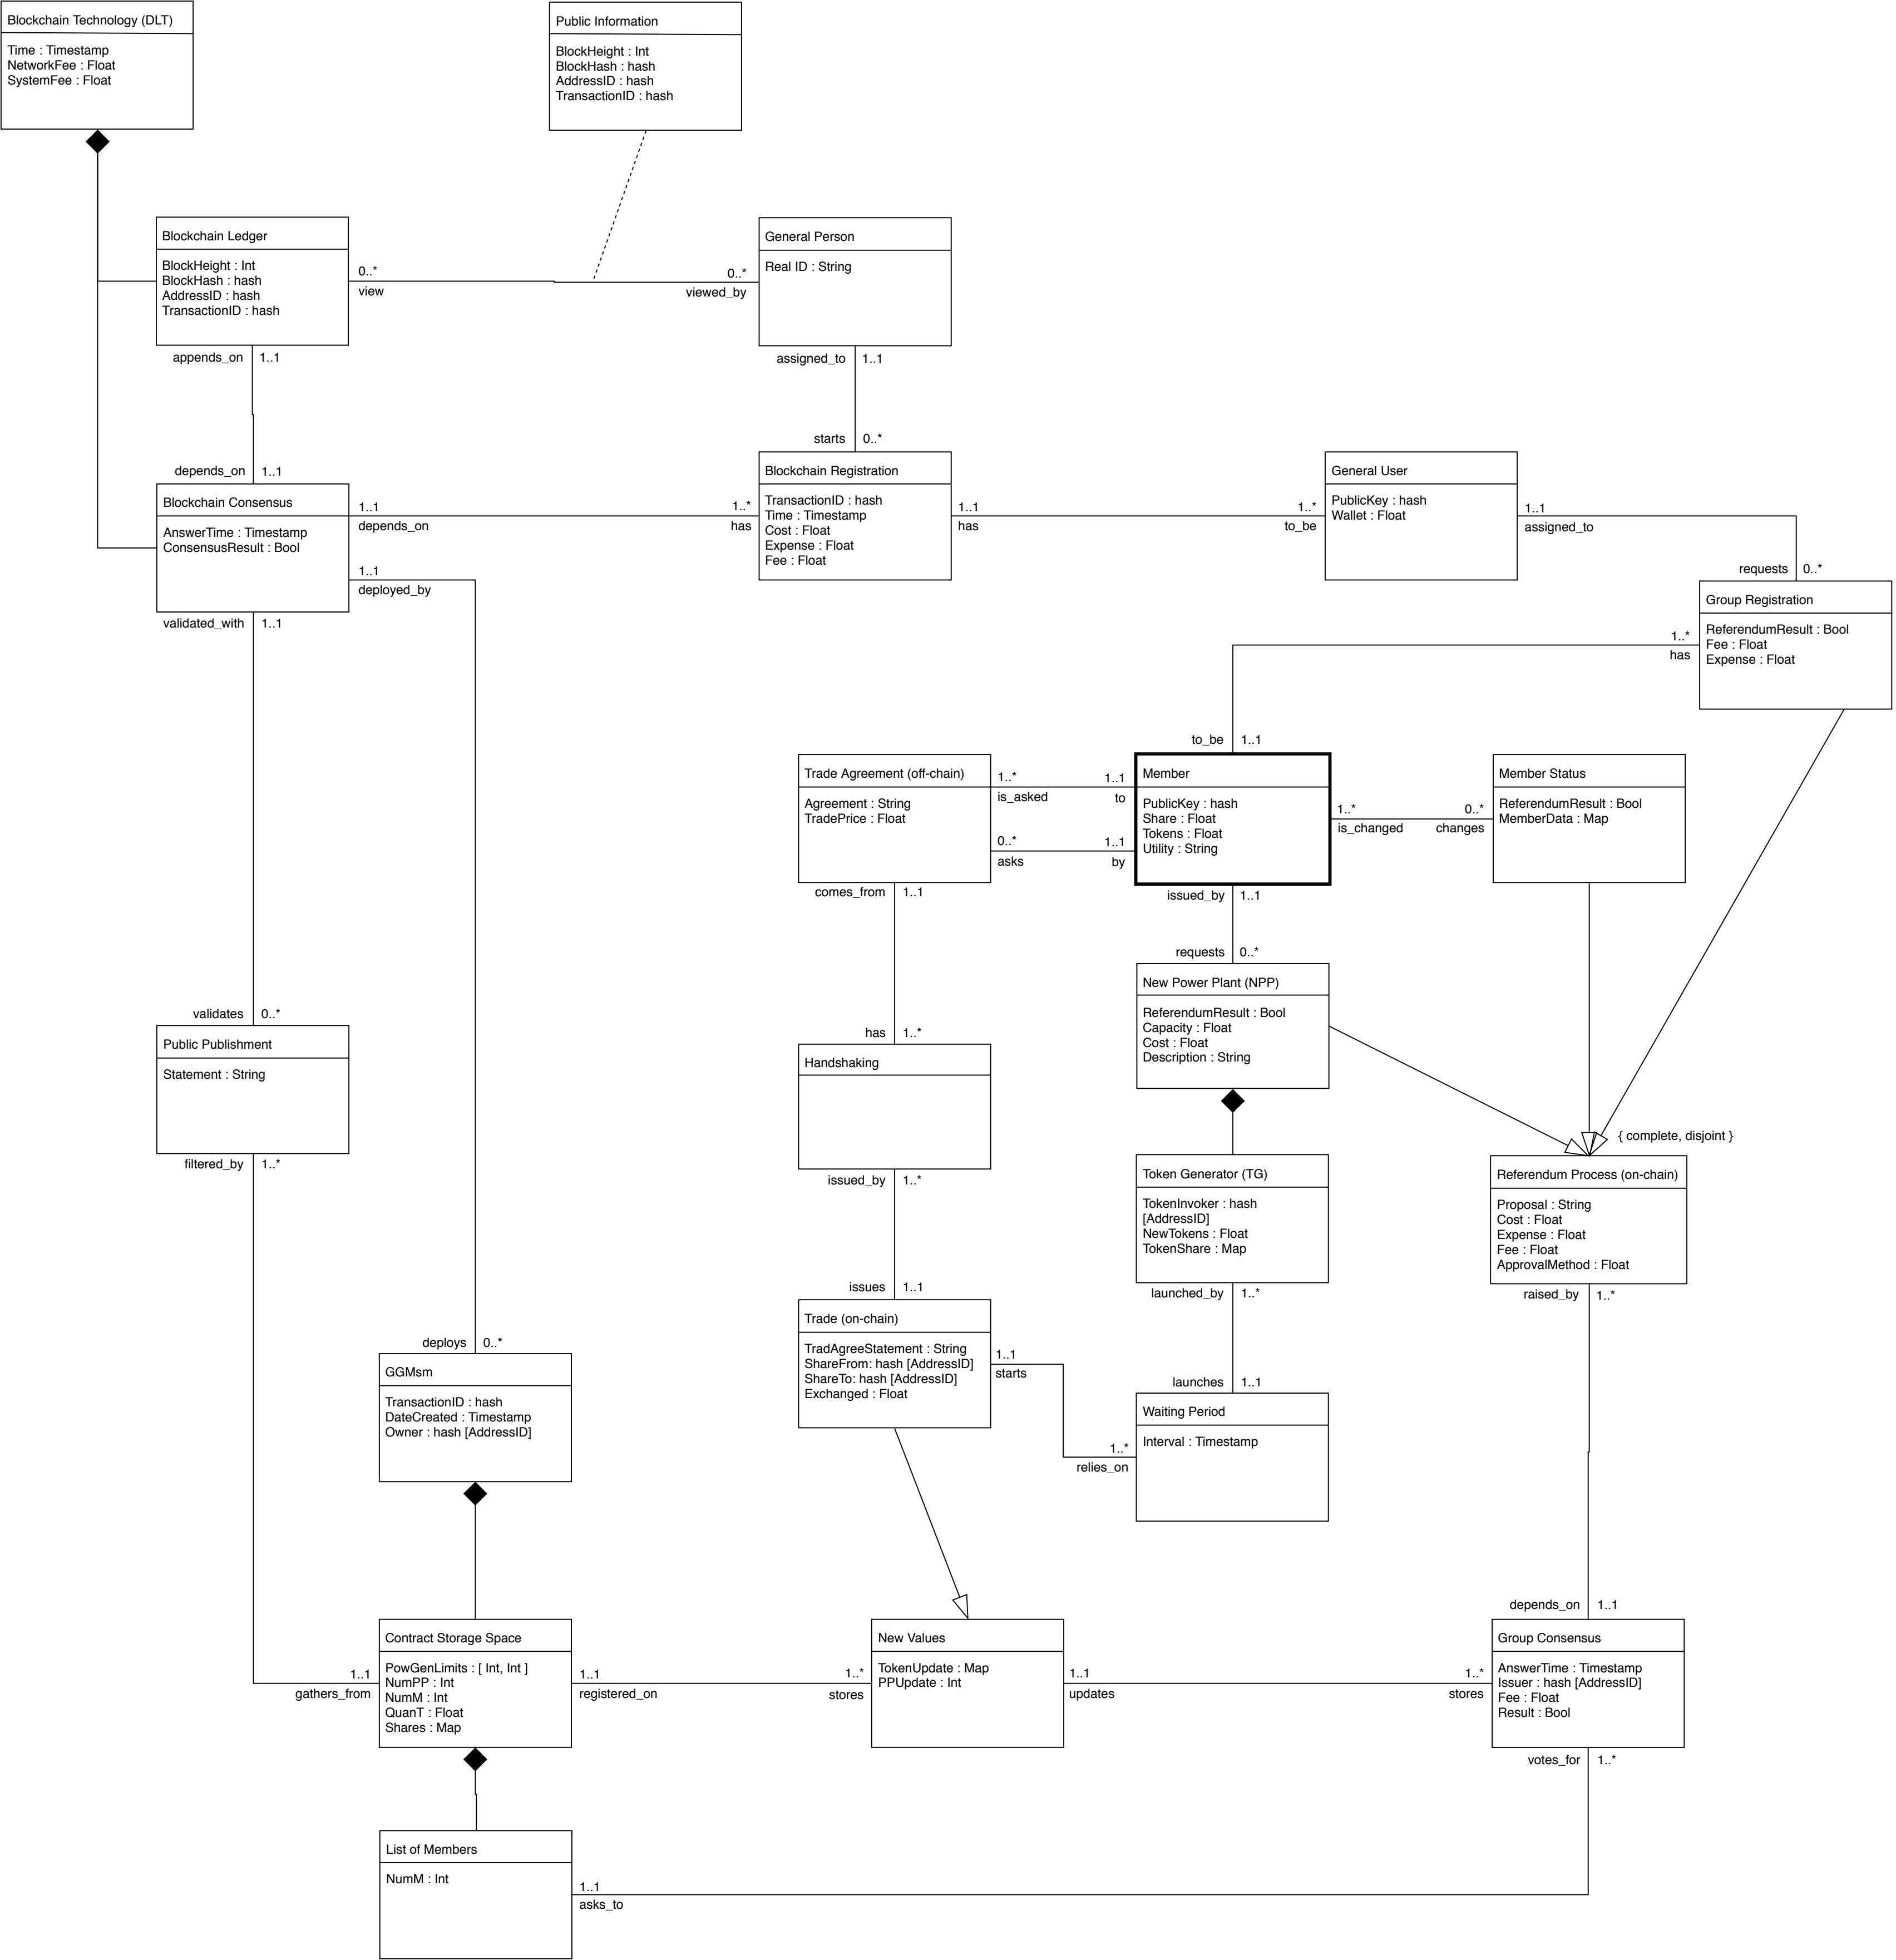 Blockchain Technology (DLT)
Time : Timestamp
NetworkFee : Float
SystemFee : Float
Public Information
BlockHeight : Int
BlockHash : hash
AddressID : hash
TransactionID : hash
Blockchain Ledger
BlockHeight : Int
BlockHash : hash
AddressID : hash
TransactionID : hash
0..*
view
0..*
viewed_by
General Person
Real ID : String
appends_on
1..1
assigned_to
1..1
starts
0..*
depends_on
1..1
Blockchain Consensus
AnswerTime : Timestamp
ConsensusResult : Bool
1..1
depends_on
1..*
has
Blockchain Registration
TransactionID : hash
Time : Timestamp
Cost : Float
Expense : Float
Fee : Float
1..1
has
1..*
to_be
General User
PublicKey : hash
Wallet : Float
1..1
assigned_to
requests
0..*
1..1
deployed_by
validated_with
1..1
Group Registration
ReferendumResult : Bool
Fee : Float
Expense : Float
1..*
has
to_be
1..1
Trade Agreement (off-chain)
Agreement : String
TradePrice : Float
1..*
is_asked
1..1
to
0..*
asks
1..1
by
Member
PublicKey : hash
Share : Float
Tokens : Float
Utility : String
1..*
is_changed
0..*
changes
Member Status
ReferendumResult : Bool
MemberData : Map
comes_from
1..1
issued_by
1..1
requests
0..*
New Power Plant (NPP)
ReferendumResult : Bool
Capacity : Float
Cost : Float
Description : String
validates
0..*
Public Publishment
Statement : String
has
1..*
Handshaking
filtered_by
1..*
issued_by
1..*
{ complete, disjoint }
Token Generator (TG)
TokenInvoker : hash
[AddressID]
NewTokens : Float
TokenShare : Map
Referendum Process (on-chain)
Proposal : String
Cost : Float
Expense : Float
Fee : Float
ApprovalMethod : Float
issues
1..1
launched_by
1..*
raised_by
1..*
Trade (on-chain)
TradAgreeStatement : String
ShareFrom: hash [AddressID]
ShareTo: hash [AddressID]
Exchanged : Float
1..1
starts
deploys
0..*
GGMsm
TransactionID : hash
DateCreated : Timestamp
Owner : hash [AddressID]
launches
1..1
Waiting Period
Interval : Timestamp
1..*
relies_on
depends_on
1..1
Contract Storage Space
PowGenLimits : [ Int, Int ]
NumPP : Int
NumM : Int
QuanT : Float
Shares : Map
1..1
gathers_from
1..1
registered_on
1..*
stores
New Values
TokenUpdate : Map
PPUpdate : Int
1..1
updates
1..*
stores
Group Consensus
AnswerTime : Timestamp
Issuer : hash [AddressID]
Fee : Float
Result : Bool
votes_for
1..*
List of Members
NumM : Int
1..1
asks_to